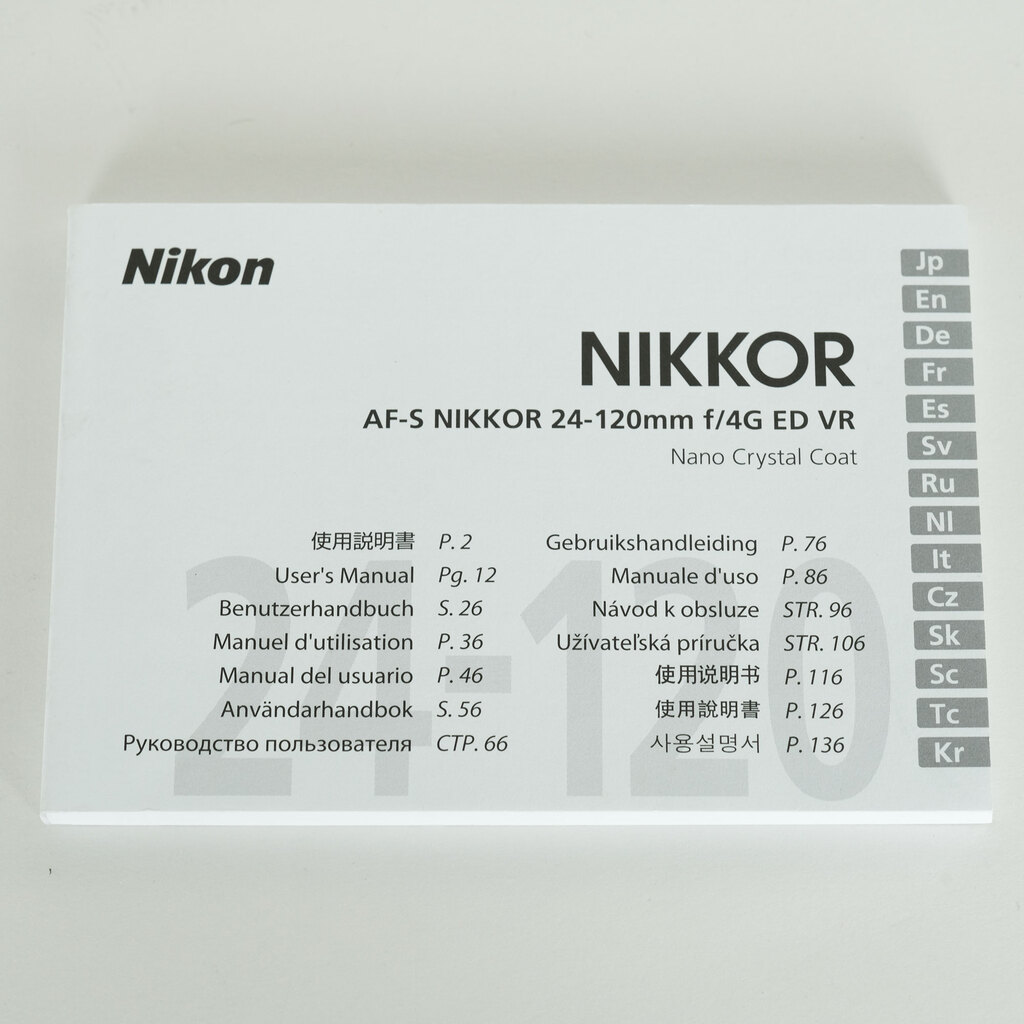 Nikon
NIKKOR
AF-S NIKKOR 24-120mm f/4G ED VR
Nano Crystal Coat
24-120
使用説明書 P. 2
User's Manual Pg. 12
Benutzerhandbuch S. 26
Manuel d'utilisation P. 36
Manual del usuario P. 46
Användarhandbok S. 56
Руководство пользователя СТР. 66
Gebruikshandleiding P. 76
Manuale d'uso P. 86
Návod k obsluze STR. 96
Užívateľská príručka STR. 106
使用说明书 P. 116
使用說明書 P. 126
사용설명서 P. 136
Jp
En
De
Fr
Es
Sv
Ru
Nl
It
Cz
Sk
Sc
Tc
Kr